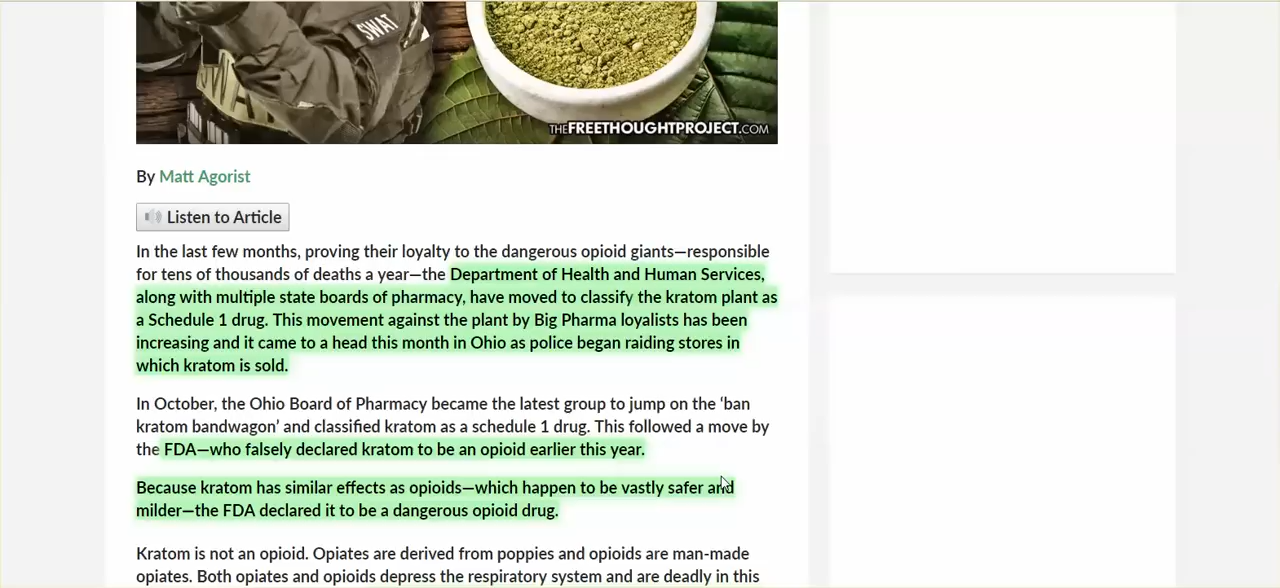 SWAT
THEFREETHOUGHTPROJECT.COM
By Matt Agorist
Listen to Article
In the last few months, proving their loyalty to the dangerous opioid giants—responsible
for tens of thousands of deaths a year—the Department of Health and Human Services,
along with multiple state boards of pharmacy, have moved to classify the kratom plant as
a Schedule 1 drug. This movement against the plant by Big Pharma loyalists has been
increasing and it came to a head this month in Ohio as police began raiding stores in
which kratom is sold.
In October, the Ohio Board of Pharmacy became the latest group to jump on the ‘ban
kratom bandwagon’ and classified kratom as a schedule 1 drug. This followed a move by
the FDA—who falsely declared kratom to be an opioid earlier this year.
Because kratom has similar effects as opioids—which happen to be vastly safer and
milder—the FDA declared it to be a dangerous opioid drug.
Kratom is not an opioid. Opiates are derived from poppies and opioids are man-made
opiates. Both opiates and opioids depress the respiratory system and are deadly in this